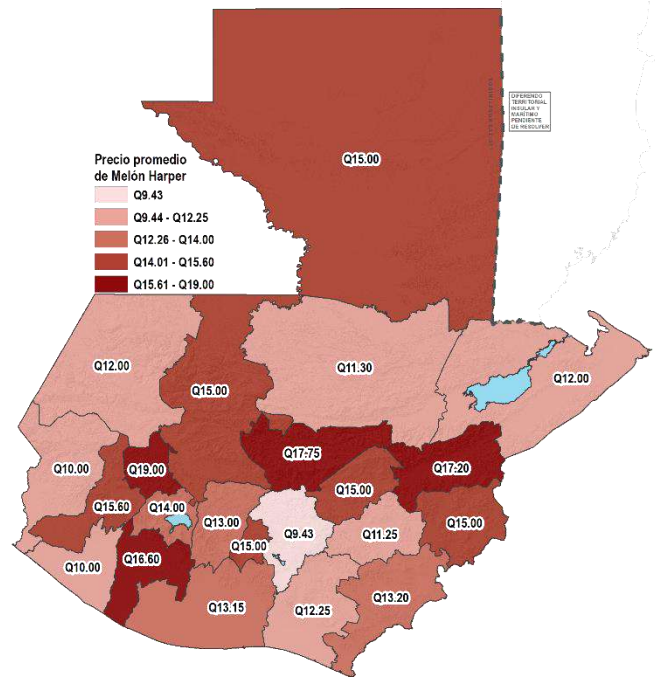 DIFERENDO
TERRITORIAL
INSULAR Y
MARÍTIMO
PENDIENTE
DE RESOLVER
Q15.00
Precio promedio
de Melón Harper
Q9.43
Q9.44 - Q12.25
Q12.26 - Q14.00
Q14.01 - Q15.60
Q15.61 - Q19.00
Q12.00
Q15.00
Q11.30
Q12.00
Q10.00
Q19.00
Q17.75
Q17.20
Q15.60
Q14.00
Q13.00
Q15.00
Q15.00
Q9.43
Q11.25
Q15.00
Q10.00
Q16.60
Q13.15
Q12.25
Q13.20